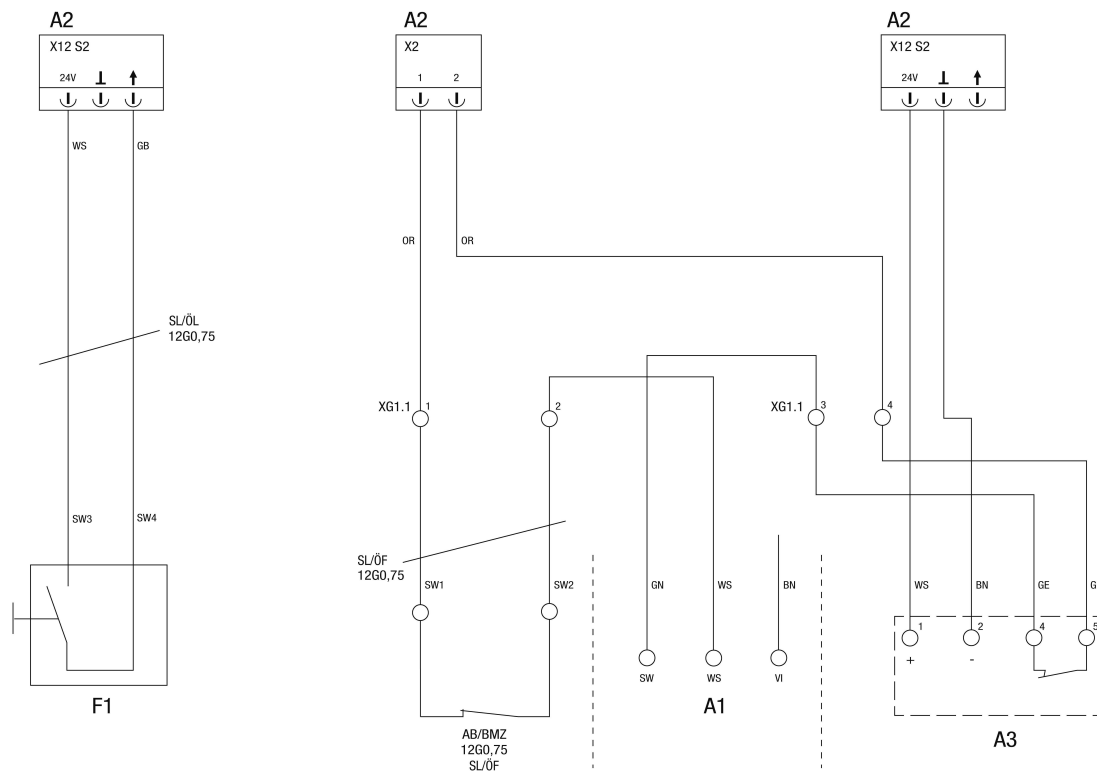 A2
X12 S2
24V
WS
GB
SL/ÖL
12G0,75
SW3
SW4
F1
A2
X2
1
2
OR
OR
XG1.1
1
2
SL/ÖF
12G0,75
SW1
SW2
AB/BMZ
12G0,75
SL/ÖF
GN
WS
BN
SW
WS
VI
A1
A2
X12 S2
24V
XG1.1
3
4
WS
BN
GE
G
1
2
4
5
+
-
A3